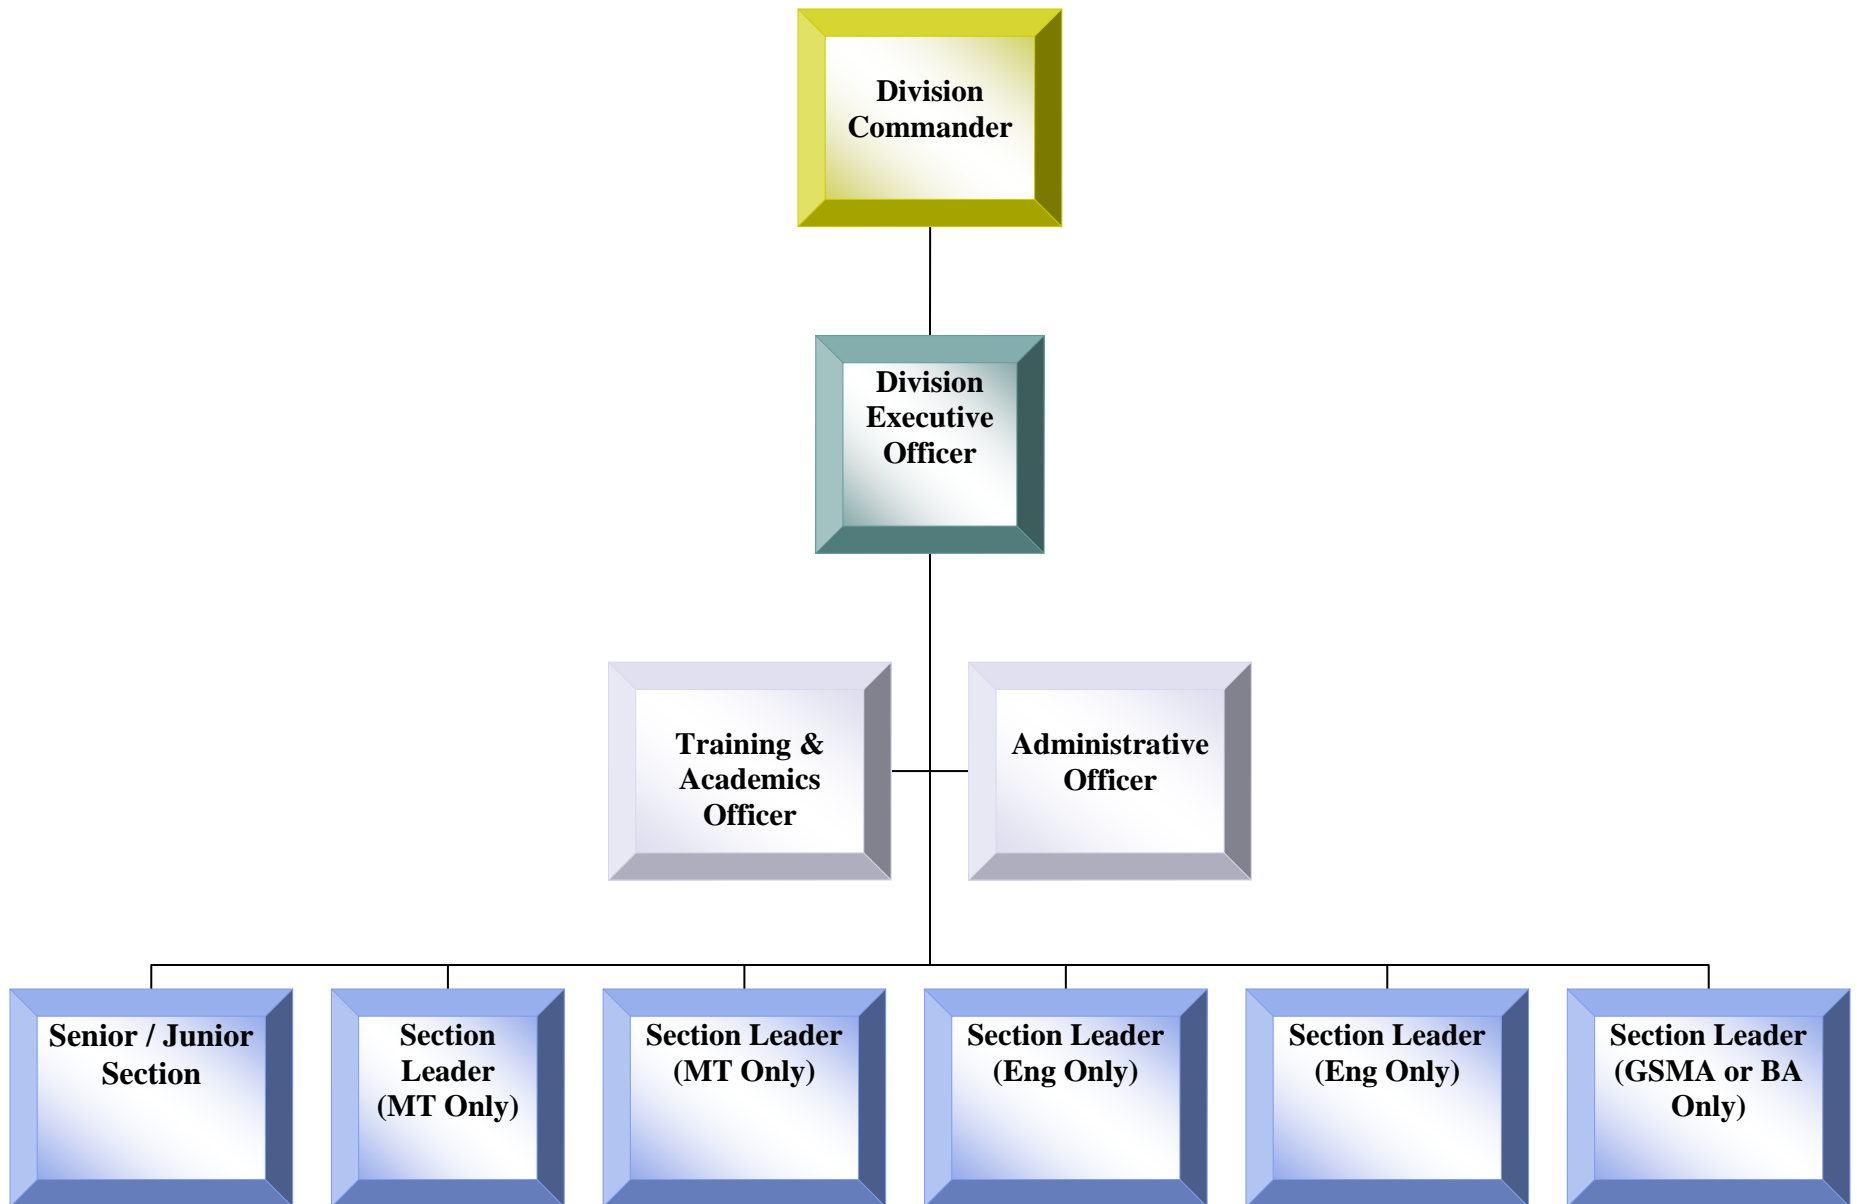 Division
Commander
Division
Executive
Officer
Training &
Academics
Officer
Administrative
Officer
Senior / Junior
Section
Section
Leader
(MT Only)
Section Leader
(MT Only)
Section Leader
(Eng Only)
Section Leader
(Eng Only)
Section Leader
(GSMA or BA
Only)